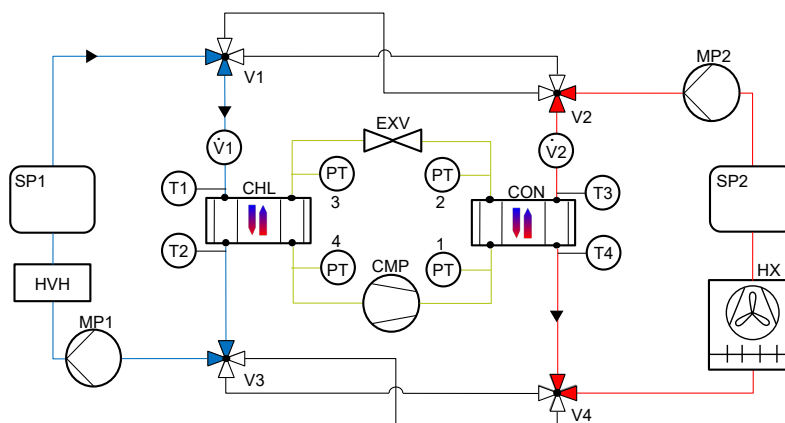 MP2
V1
V2
EXV
V̇1
V̇2
SP1
T1
CHL
PT
3
PT
2
CON
T3
SP2
T2
4
PT
CMP
1
PT
T4
HVH
HX
MP1
V3
V4